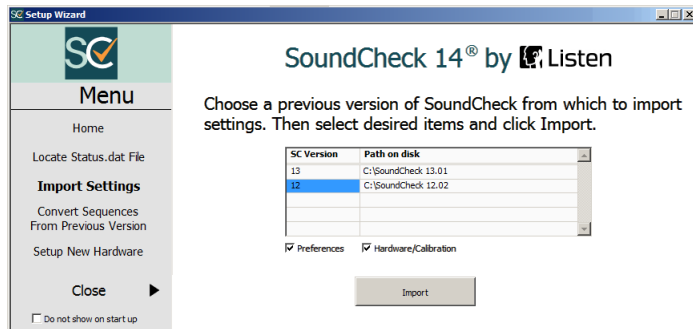 SC Setup Wizard
SC
SoundCheck 14® by Listen
Menu
Home
Locate Status.dat File
Import Settings
Convert Sequences
From Previous Version
Setup New Hardware
Close
Do not show on start up
Choose a previous version of SoundCheck from which to import
settings. Then select desired items and click Import.
SC Version Path on disk
13 C:\SoundCheck 13.01
12 C:\SoundCheck 12.02
Preferences Hardware/Calibration
Import